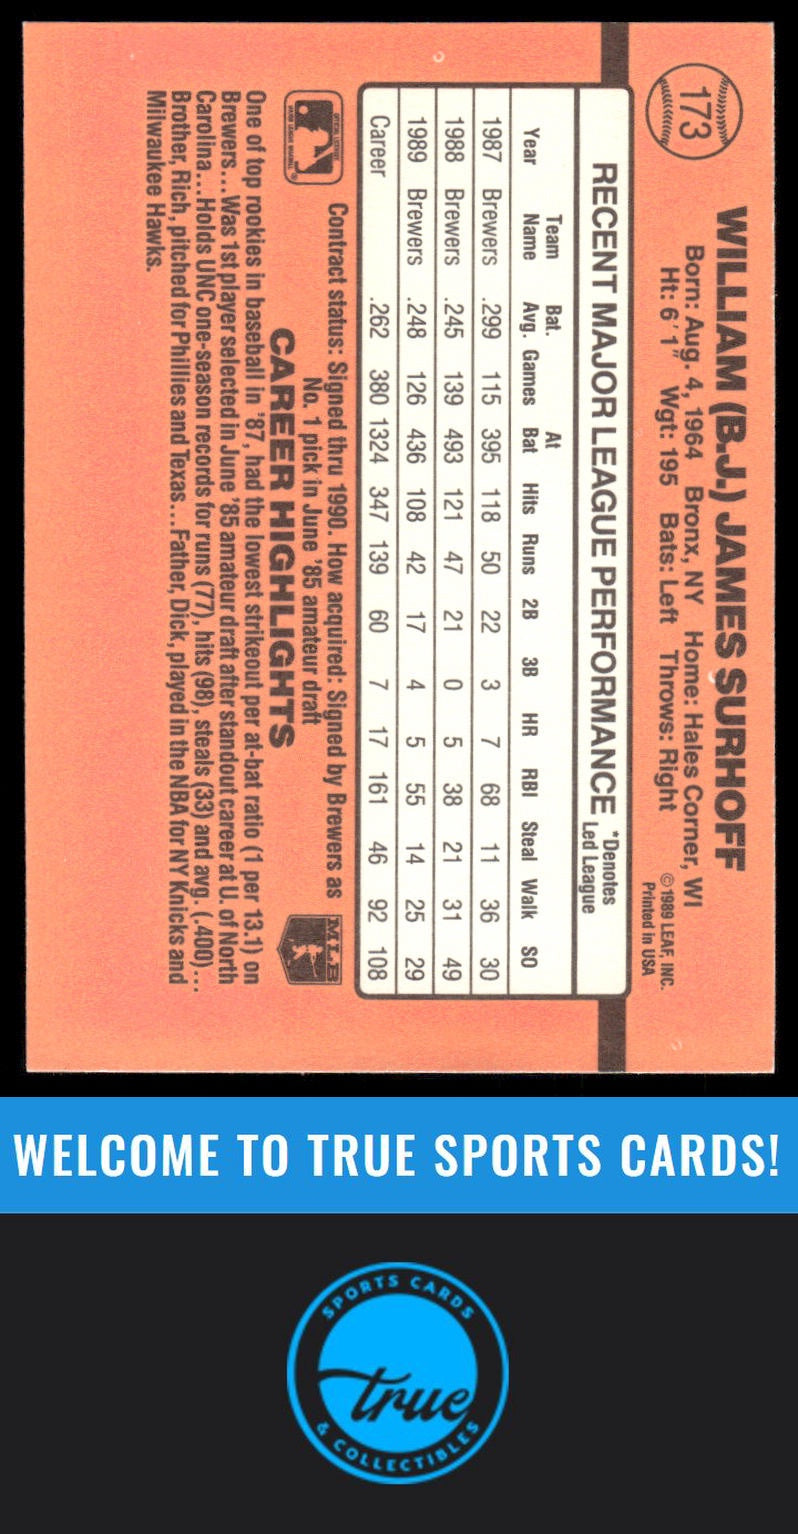 173
WILLIAM (B.J.) JAMES SURHOFF
Born: Aug. 4, 1964 Bronx, NY Home: Hales Corner, WI
Ht: 6'1" Wgt: 195 Bats: Left Throws: Right
©1989 LEAF, INC.
Printed in USA
RECENT MAJOR LEAGUE PERFORMANCE *Denotes
Led League
Year Team Name Bat. Avg. Games At Bat Hits Runs 2B 3B HR RBI Steal Walk SO
1987 Brewers .299 115 395 118 50 22 3 7 68 11 36 30
1988 Brewers .245 139 493 121 47 21 0 5 38 21 31 49
1989 Brewers .248 126 436 108 42 17 4 5 55 14 25 29
Career .262 380 1324 347 139 60 7 17 161 46 92 108
OFFICIAL LICENSEE
MAJOR LEAGUE BASEBALL
®
Contract status: Signed thru 1990. How acquired: Signed by Brewers as
No. 1 pick in June '85 amateur draft
MLB
CAREER HIGHLIGHTS
One of top rookies in baseball in '87, had the lowest strikeout per at-bat ratio (1 per 13.1) on
Brewers...Was 1st player selected in June '85 amateur draft after standout career at U. of North
Carolina...Holds UNC one-season records for runs (77), hits (98), steals (33) and avg. (.400)...
Brother, Rich, pitched for Phillies and Texas...Father, Dick, played in the NBA for NY Knicks and
Milwaukee Hawks.
WELCOME TO TRUE SPORTS CARDS!
SPORTS CARDS
true
& COLLECTIBLES